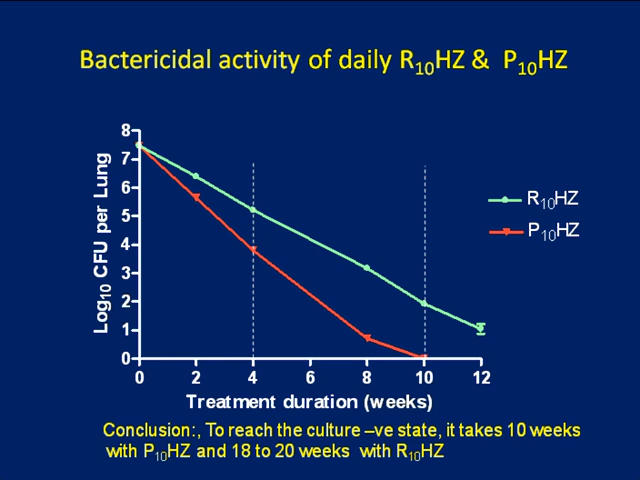 Bactericidal activity of daily R10HZ & P10HZ
8
7
6
5
4
3
2
1
0
Log10 CFU per Lung
0 2 4 6 8 10 12
Treatment duration (weeks)
R10HZ
P10HZ
Conclusion:, To reach the culture –ve state, it takes 10 weeks
with P10HZ and 18 to 20 weeks with R10HZ